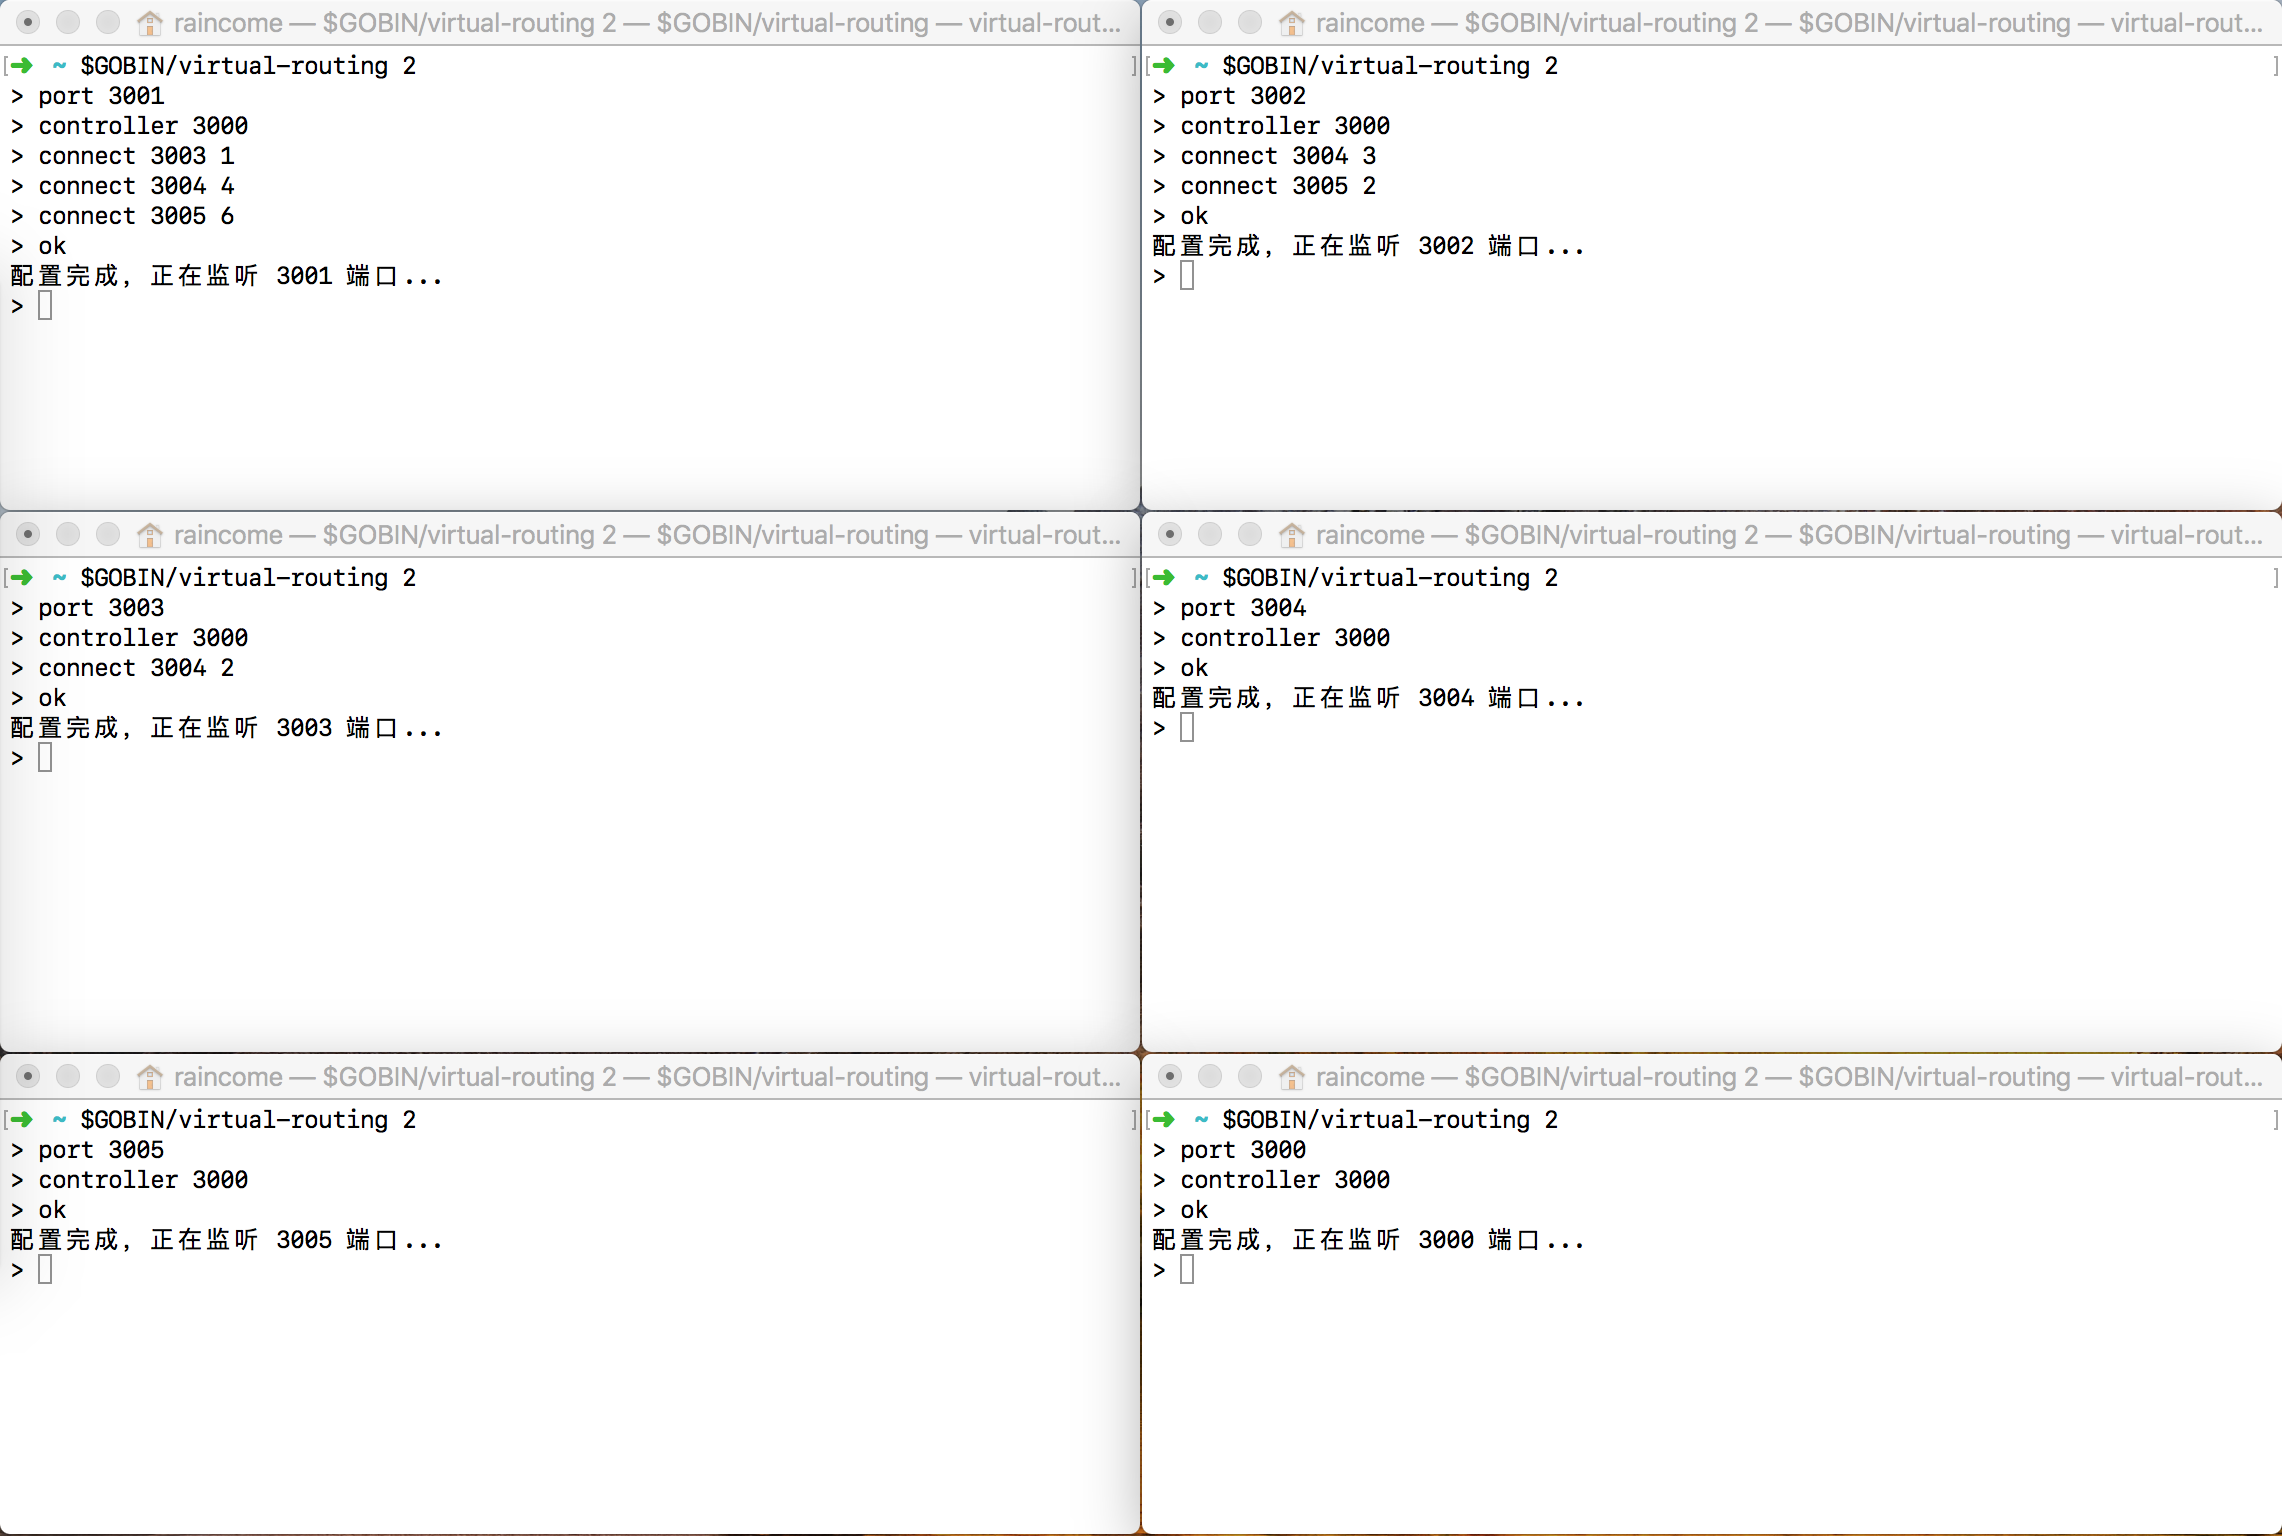 raincome — $GOBIN/virtual-routing 2 — $GOBIN/virtual-routing — virtual-rout...
[➜ ~ $GOBIN/virtual-routing 2 ]
> port 3001
> controller 3000
> connect 3003 1
> connect 3004 4
> connect 3005 6
> ok
配置完成, 正在监听 3001 端口...
>
raincome — $GOBIN/virtual-routing 2 — $GOBIN/virtual-routing — virtual-rout...
[➜ ~ $GOBIN/virtual-routing 2 ]
> port 3002
> controller 3000
> connect 3004 3
> connect 3005 2
> ok
配置完成, 正在监听 3002 端口...
>
raincome — $GOBIN/virtual-routing 2 — $GOBIN/virtual-routing — virtual-rout...
[➜ ~ $GOBIN/virtual-routing 2 ]
> port 3003
> controller 3000
> connect 3004 2
> ok
配置完成, 正在监听 3003 端口...
>
raincome — $GOBIN/virtual-routing 2 — $GOBIN/virtual-routing — virtual-rout...
[➜ ~ $GOBIN/virtual-routing 2 ]
> port 3004
> controller 3000
> ok
配置完成, 正在监听 3004 端口...
>
raincome — $GOBIN/virtual-routing 2 — $GOBIN/virtual-routing — virtual-rout...
[➜ ~ $GOBIN/virtual-routing 2 ]
> port 3005
> controller 3000
> ok
配置完成, 正在监听 3005 端口...
>
raincome — $GOBIN/virtual-routing 2 — $GOBIN/virtual-routing — virtual-rout...
[➜ ~ $GOBIN/virtual-routing 2 ]
> port 3000
> controller 3000
> ok
配置完成, 正在监听 3000 端口...
>